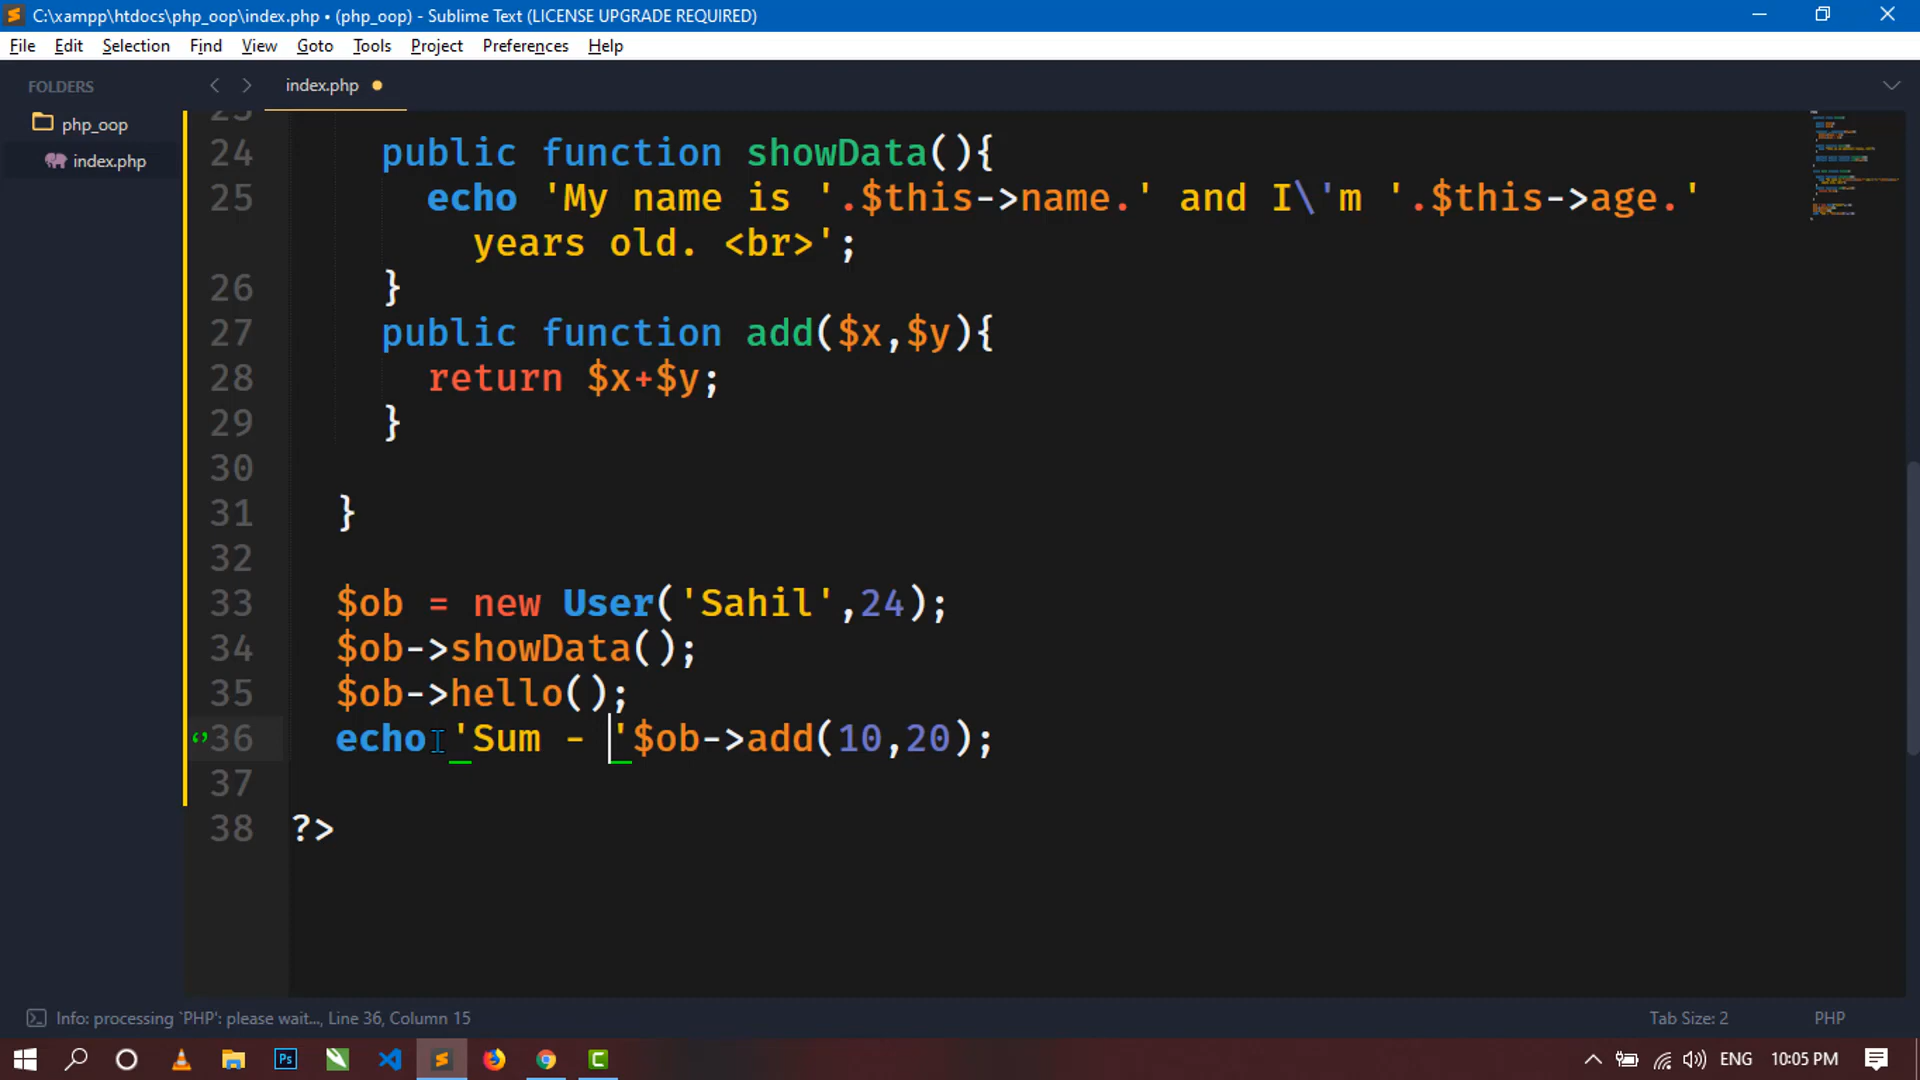 C:\xampp\htdocs\php_oop\index.php • (php_oop) - Sublime Text (LICENSE UPGRADE REQUIRED)
File Edit Selection Find View Goto Tools Project Preferences Help
FOLDERS
php_oop
index.php
index.php
23
24 public function showData(){
25 echo 'My name is '.$this->name.' and I\'m '.$this->age.'
years old. <br>';
26 }
27 public function add($x,$y){
28 return $x+$y;
29 }
30
31 }
32
33 $ob = new User('Sahil',24);
34 $ob->showData();
35 $ob->hello();
36 echo 'Sum - '$ob->add(10,20);
37
38 ?>
Info: processing `PHP': please wait..., Line 36, Column 15
Tab Size: 2
PHP
Ps
C
ENG
10:05 PM